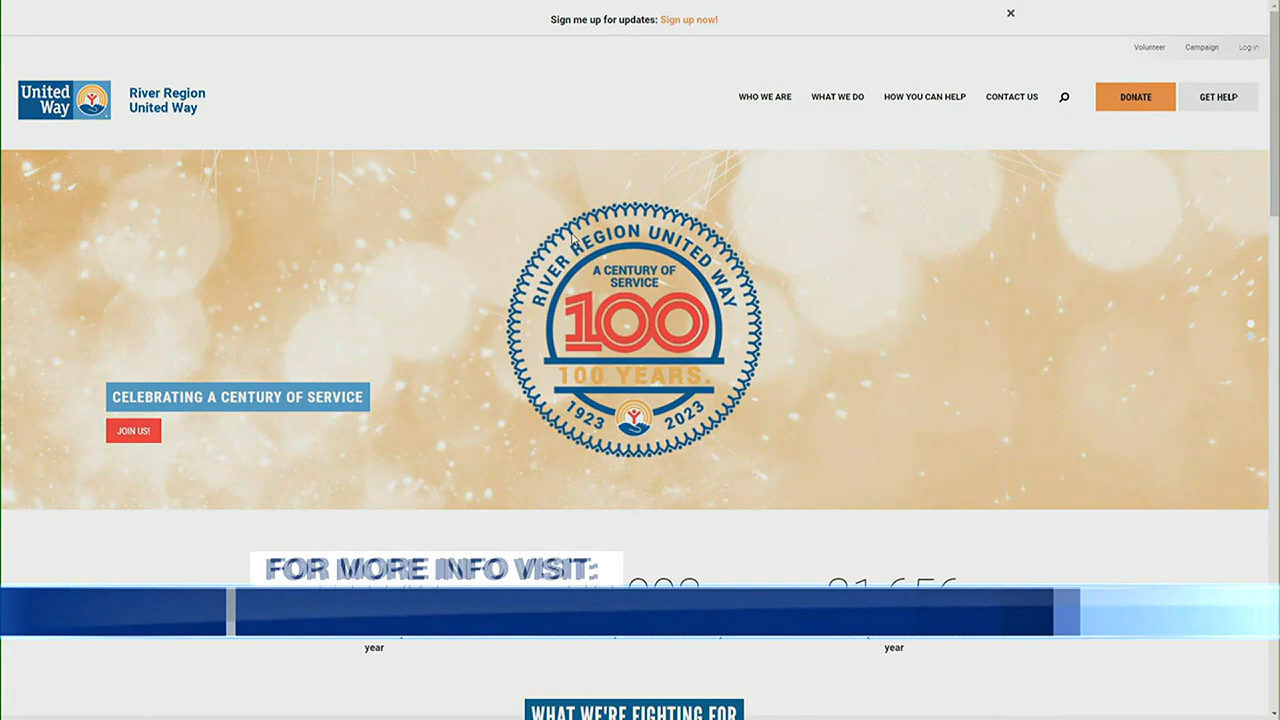 Sign me up for updates: Sign up now!
Volunteer Campaign Log in
United Way
River Region
United Way
WHO WE ARE WHAT WE DO HOW YOU CAN HELP CONTACT US DONATE GET HELP
RIVER REGION UNITED WAY
A CENTURY OF
SERVICE
100
100 YEARS.
1923 2023
CELEBRATING A CENTURY OF SERVICE
JOIN US!
FOR MORE INFO VISIT:
year year
WHAT WE'RE FIGHTING FOR